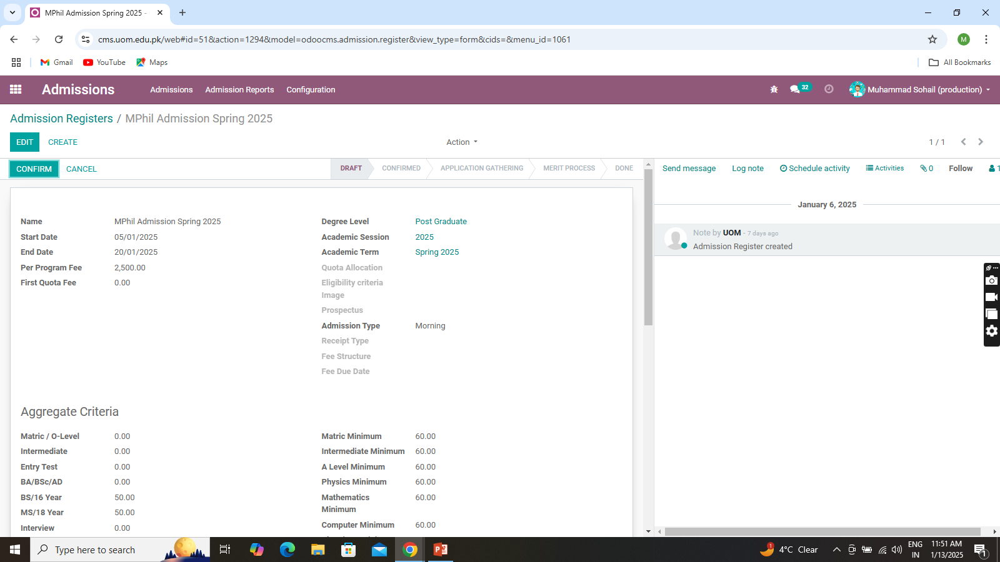 MPhil Admission Spring 2025 -
cms.uom.edu.pk/web#id=51&action=1294&model=odoocms.admission.register&view_type=form&cids=&menu_id=1061
M
Gmail YouTube Maps All Bookmarks
Admissions Admissions Admission Reports Configuration 32 Muhammad Sohail (production)
Admission Registers / MPhil Admission Spring 2025
EDIT CREATE Action 1 / 1
CONFIRM CANCEL DRAFT CONFIRMED APPLICATION GATHERING MERIT PROCESS DONE
Send message Log note Schedule activity Activities 0 Follow 1
January 6, 2025
Note by UOM - 7 days ago
Admission Register created
Name MPhil Admission Spring 2025
Start Date 05/01/2025
End Date 20/01/2025
Per Program Fee 2,500.00
First Quota Fee 0.00
Degree Level Post Graduate
Academic Session 2025
Academic Term Spring 2025
Quota Allocation
Eligibility criteria
Image
Prospectus
Admission Type Morning
Receipt Type
Fee Structure
Fee Due Date
Aggregate Criteria
Matric / O-Level 0.00
Intermediate 0.00
Entry Test 0.00
BA/BSc/AD 0.00
BS/16 Year 50.00
MS/18 Year 50.00
Interview 0.00
Matric Minimum 60.00
Intermediate Minimum 60.00
A Level Minimum 60.00
Physics Minimum 60.00
Mathematics 60.00
Minimum
Computer Minimum 60.00
Type here to search
1
4°C Clear
ENG
IN
11:51 AM
1/13/2025
1